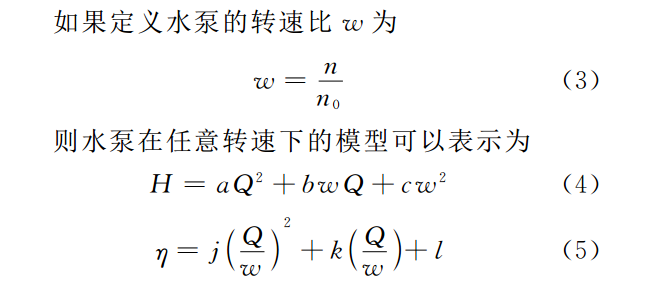 如果定义水泵的转速比 w 为
w = n/n₀ （3）
则水泵在任意转速下的模型可以表示为
H = aQ² + bwQ + cw² （4）
η = j(Q/w)² + k(Q/w) + l （5）